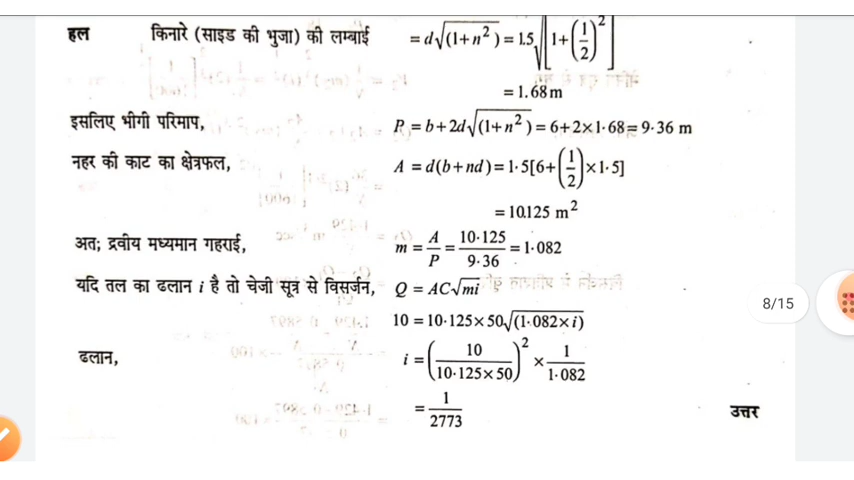 हल किनारे (साइड की भुजा) की लम्बाई = d√(1+n²) = 1.5√[1+(1/2)²]
= 1.68 m
इसलिए भीगी परिमाप, P = b+2d√(1+n²) = 6+2×1·68 = 9·36 m
नहर की काट का क्षेत्रफल, A = d(b+nd) = 1·5[6+(1/2)×1·5]
= 10.125 m²
अत; द्रवीय मध्यमान गहराई, m = A/P = 10·125/9·36 = 1·082
यदि तल का ढलान i है तो चेजी सूत्र से विसर्जन, Q = AC√mi
8/15
10 = 10·125×50√(1·082×i)
ढलान, i = (10/10·125×50)² × 1/1·082
= 1/2773 उत्तर